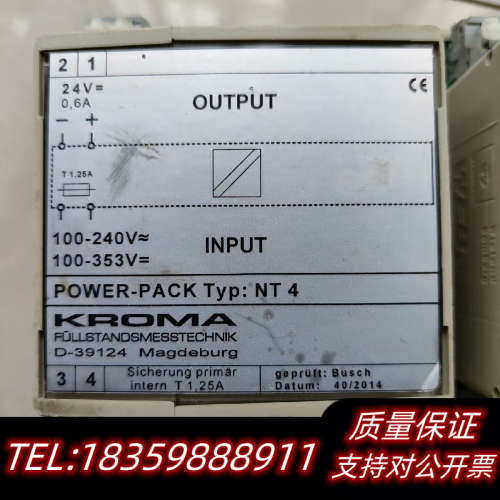 2 1
24V=
0,6A
CE
OUTPUT
− +
T 1,25A
100-240V≂
100-353V=
INPUT
POWER-PACK Typ: NT 4
KROMA
FÜLLSTANDSMESSTECHNIK
D-39124 Magdeburg
3 4
Sicherung primär
intern T 1,25A
geprüft: Busch
Datum: 40/2014
TEL:18359888911
质量保证
支持对公开票